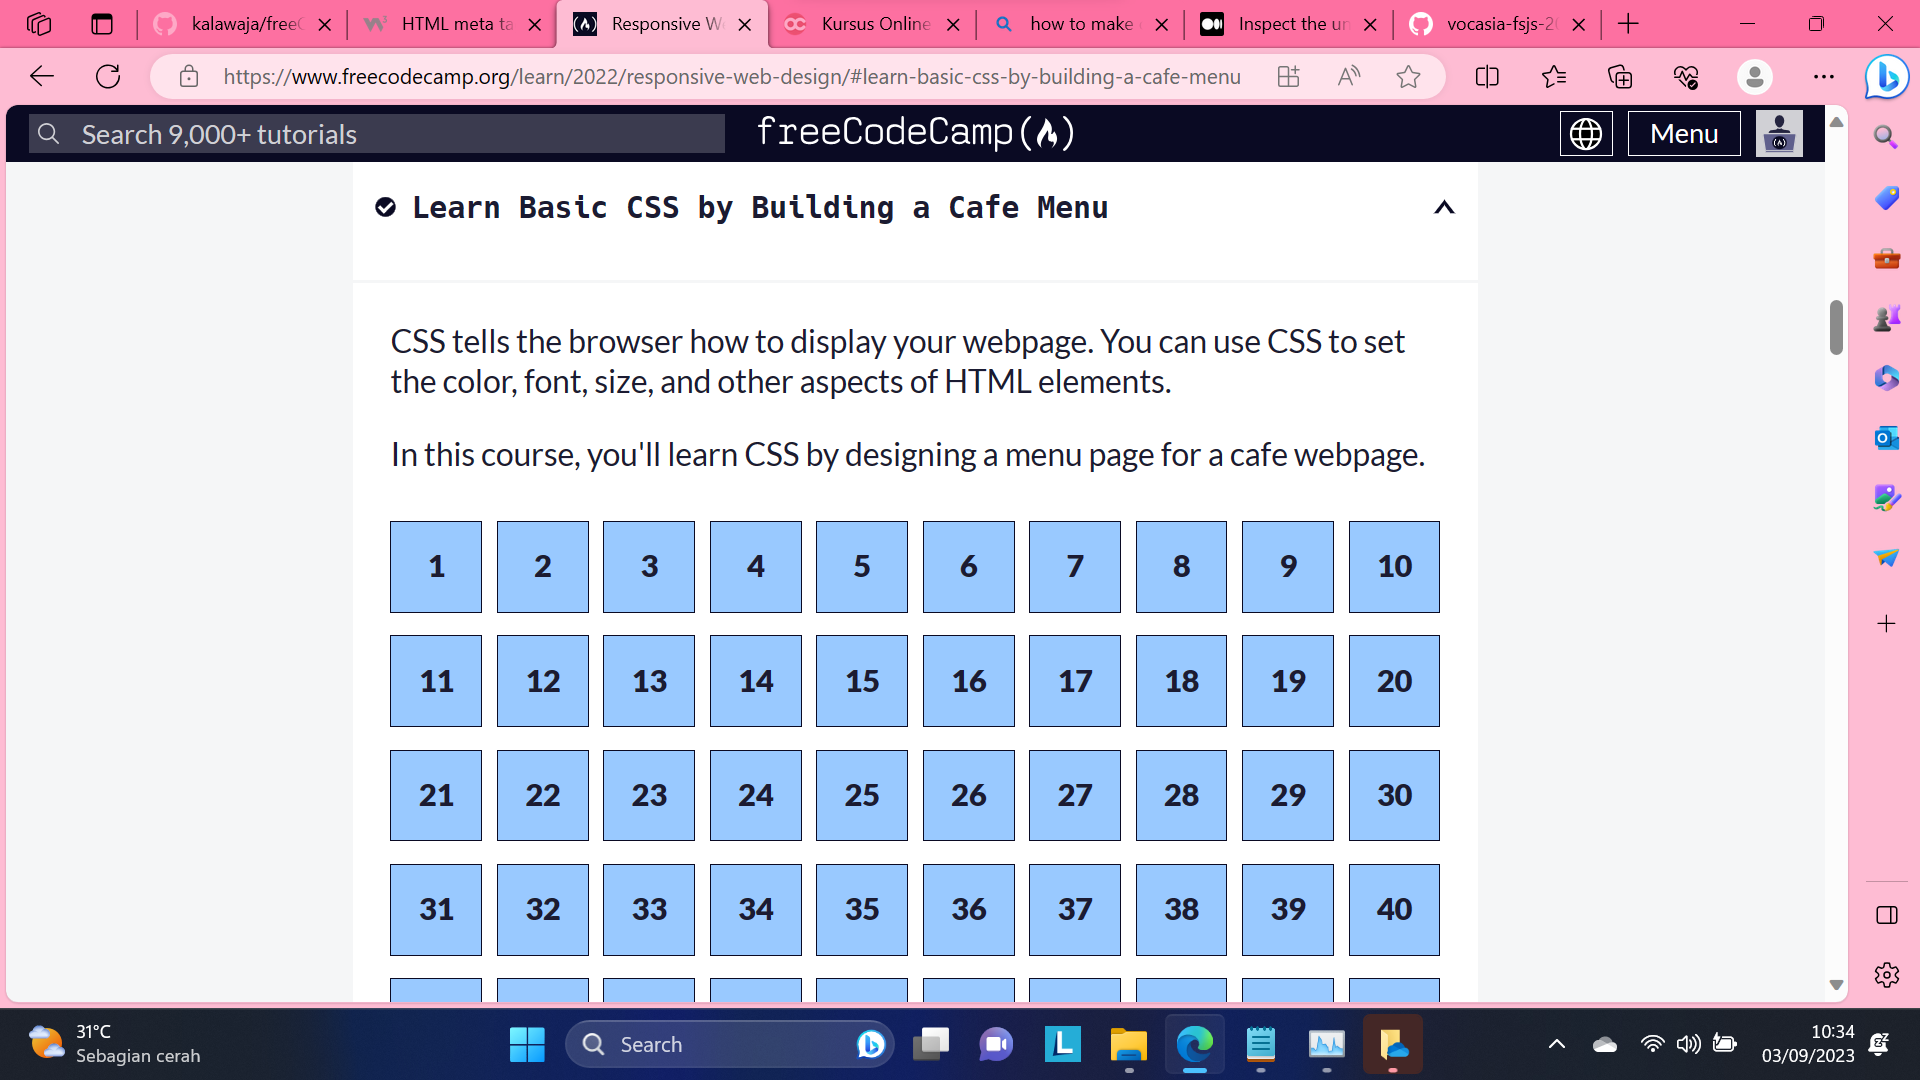 kalawaja/free
HTML meta ta
Responsive W
Kursus Online
how to make
Inspect the un
vocasia-fsjs-20
https://www.freecodecamp.org/learn/2022/responsive-web-design/#learn-basic-css-by-building-a-cafe-menu
Search 9,000+ tutorials
freeCodeCamp
Menu
Learn Basic CSS by Building a Cafe Menu
CSS tells the browser how to display your webpage. You can use CSS to set
the color, font, size, and other aspects of HTML elements.
In this course, you'll learn CSS by designing a menu page for a cafe webpage.
1 2 3 4 5 6 7 8 9 10
11 12 13 14 15 16 17 18 19 20
21 22 23 24 25 26 27 28 29 30
31 32 33 34 35 36 37 38 39 40
31°C
Sebagian cerah
Search
10:34
03/09/2023